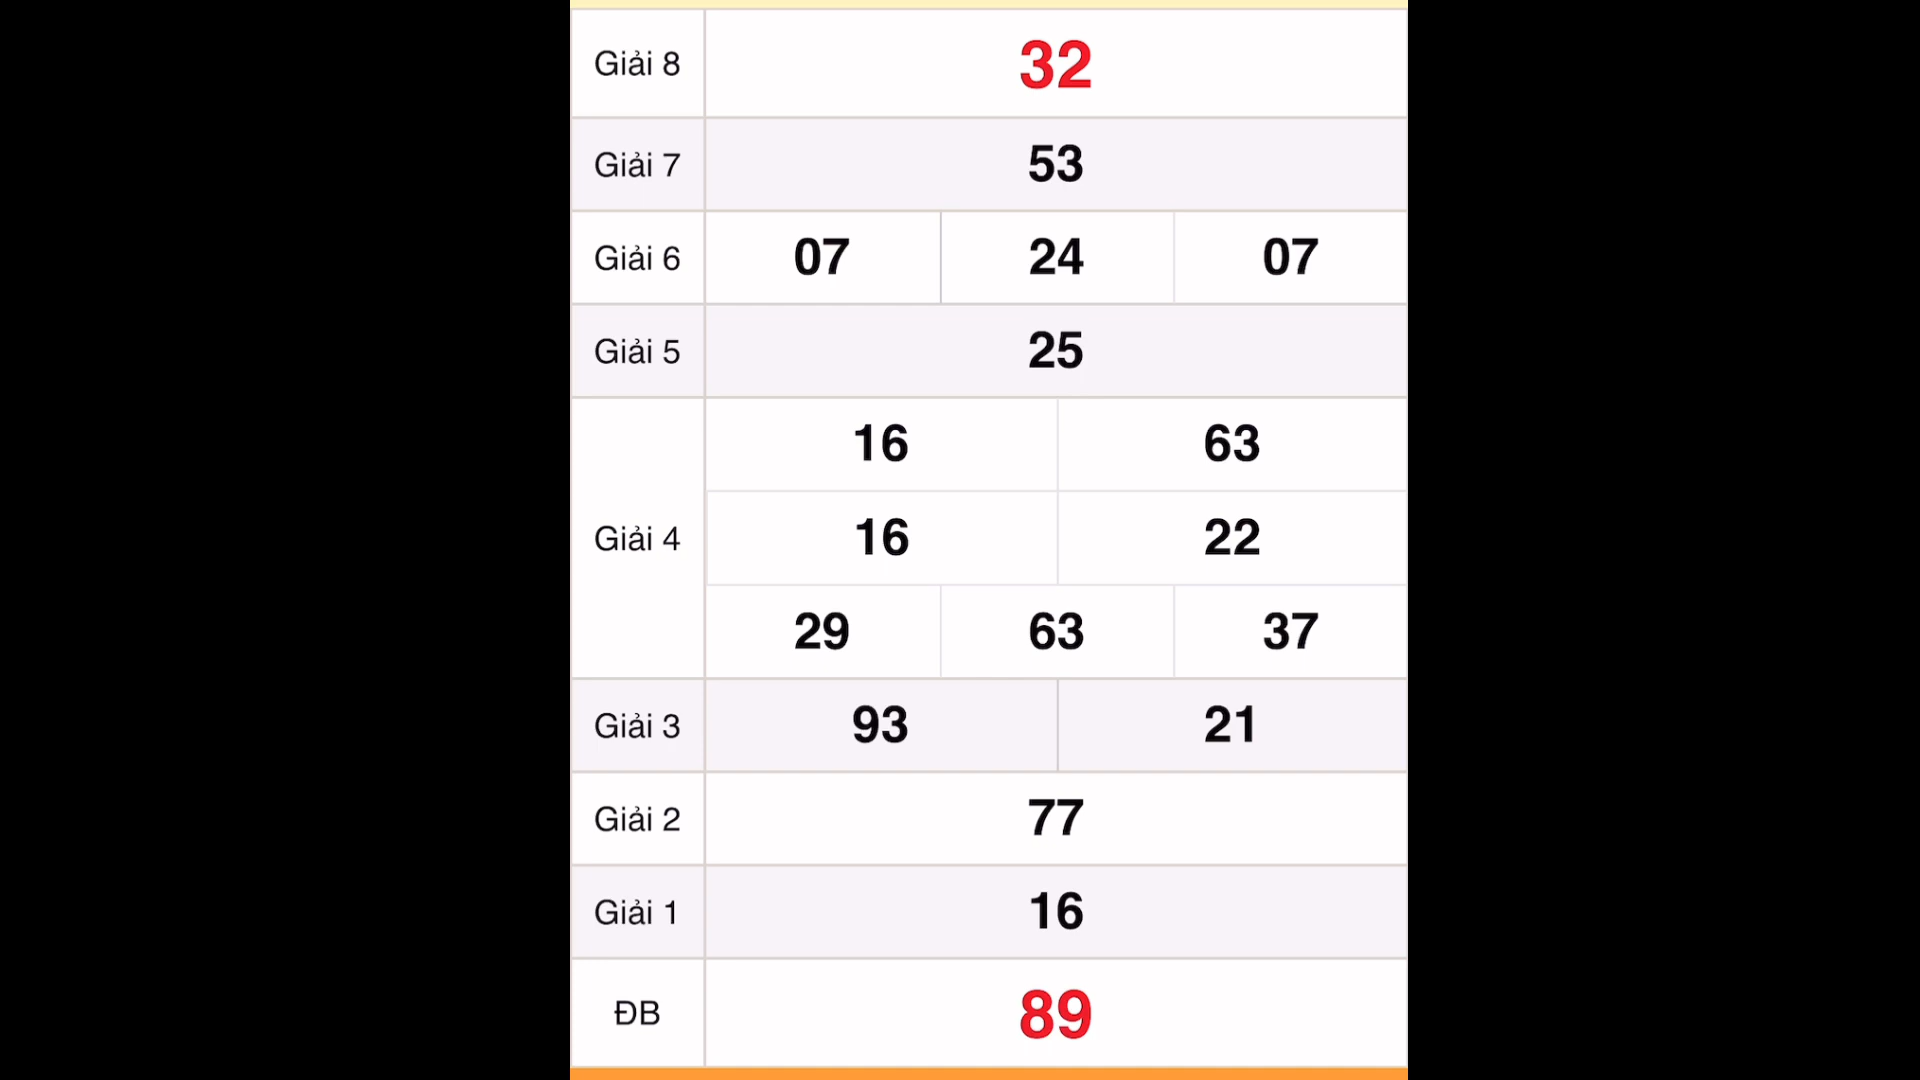 Giải 8 32
Giải 7 53
Giải 6 07 24 07
Giải 5 25
16 63
Giải 4 16 22
29 63 37
Giải 3 93 21
Giải 2 77
Giải 1 16
ĐB 89